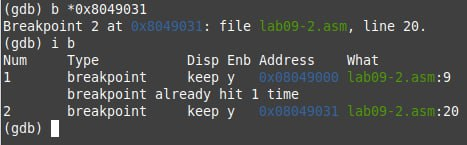 (gdb) b *0x8049031
Breakpoint 2 at 0x8049031: file lab09-2.asm, line 20.
(gdb) i b
Num     Type           Disp Enb Address    What
1       breakpoint     keep y   0x08049000 lab09-2.asm:9
        breakpoint already hit 1 time
2       breakpoint     keep y   0x08049031 lab09-2.asm:20
(gdb)